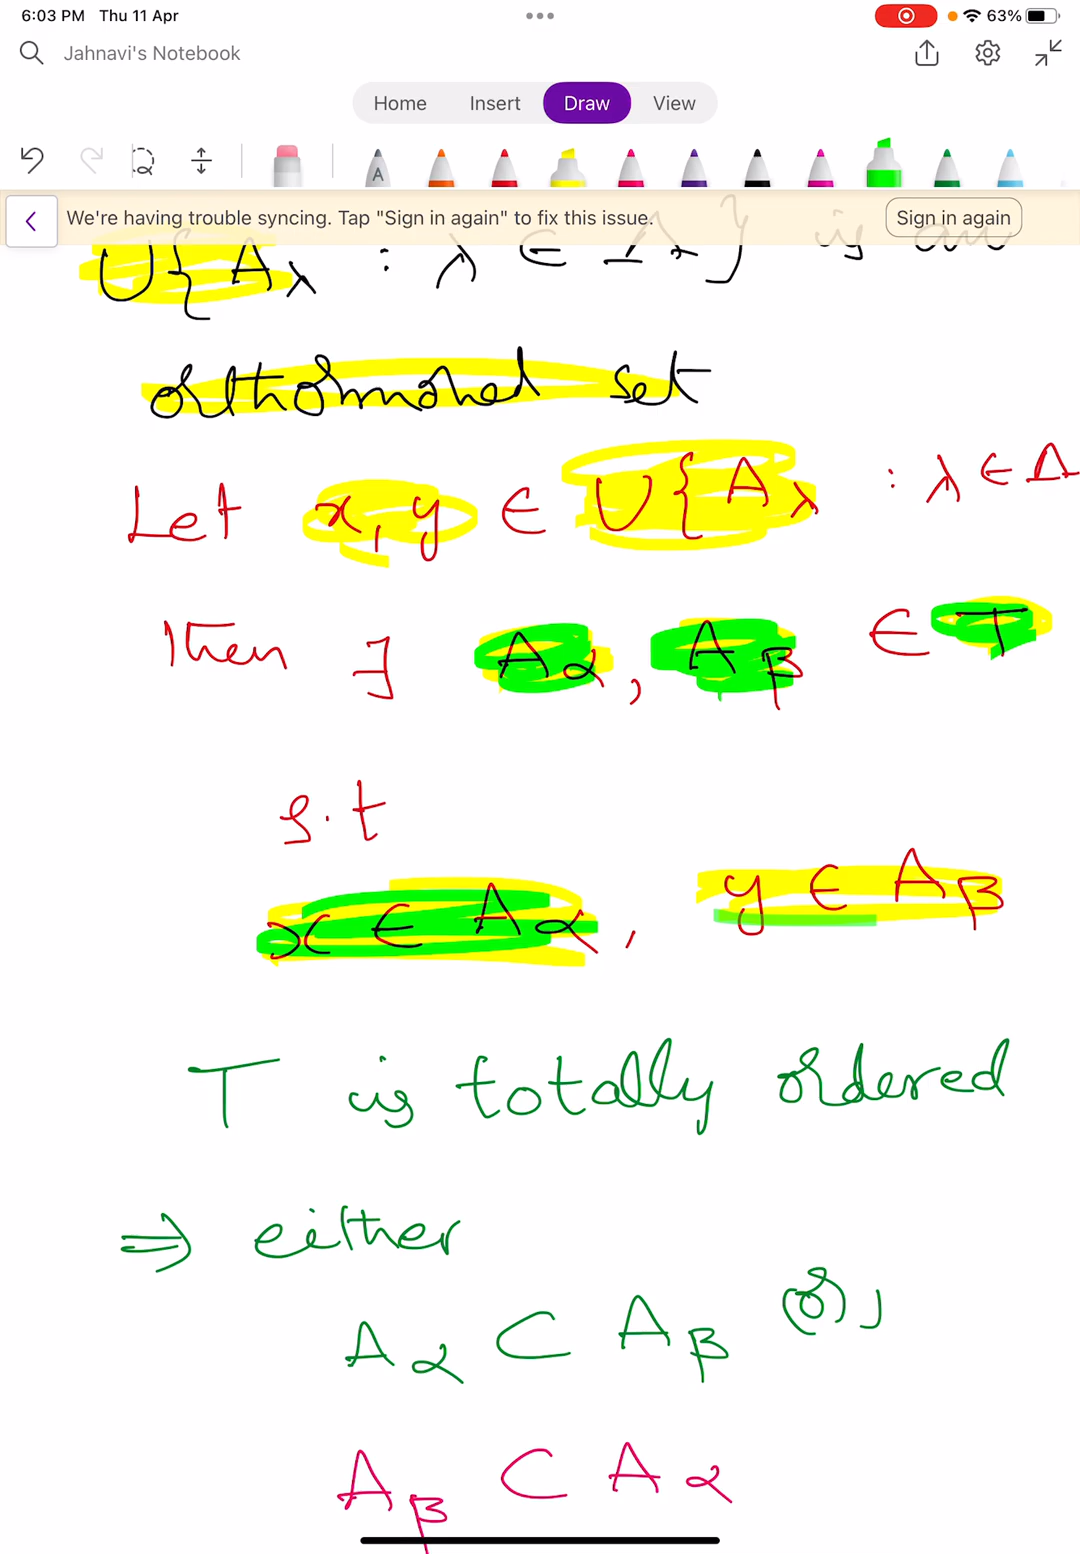 6:03 PM Thu 11 Apr 63%
Jahnavi's Notebook
Home Insert Draw View
A
We're having trouble syncing. Tap "Sign in again" to fix this issue. Sign in again
∪{ Aλ : λ ∈ Δ } is an
orthonormal set
Let x, y ∈ ∪{ Aλ : λ ∈ Δ
Then ∃ Aα, Aβ ∈ T
s.t
x ∈ Aα, y ∈ Aβ
T is totally ordered
⇒ either
Aα ⊂ Aβ (or)
Aβ ⊂ Aα